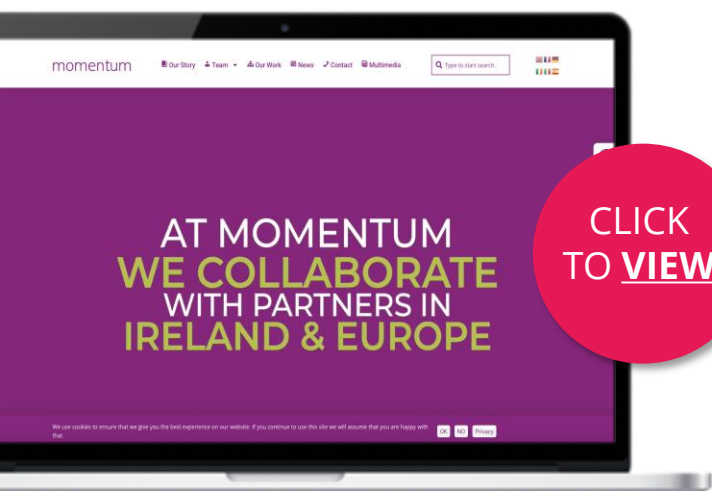 momentum
Our Story Team Our Work News Contact Multimedia
Type to start search..
AT MOMENTUM
WE COLLABORATE
WITH PARTNERS IN
IRELAND & EUROPE
CLICK
TO VIEW
We use cookies to ensure that we give you the best experience on our website. If you continue to use this site we will assume that you are happy with
that.
OK NO Privacy